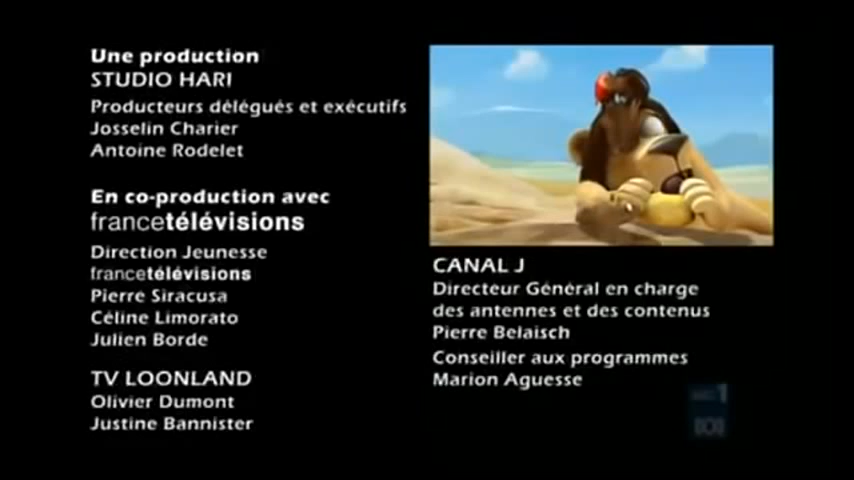 Une production
STUDIO HARI
Producteurs délégués et exécutifs
Josselin Charier
Antoine Rodelet
En co-production avec
francetélévisions
Direction Jeunesse
francetélévisions
Pierre Siracusa
Céline Limorato
Julien Borde
TV LOONLAND
Olivier Dumont
Justine Bannister
CANAL J
Directeur Général en charge
des antennes et des contenus
Pierre Belaisch
Conseiller aux programmes
Marion Aguesse
abc1